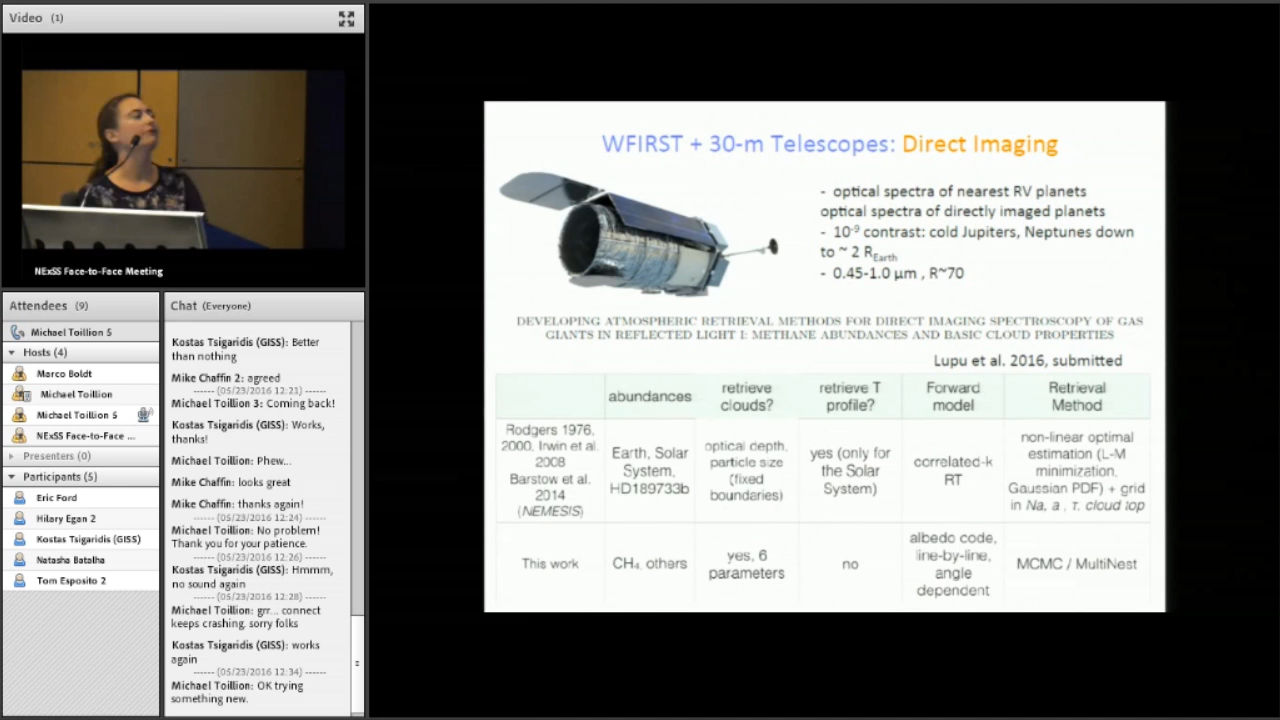 Video (1)
NExSS Face-to-Face Meeting
Attendees (9)
Michael Toillion 5
Hosts (4)
Marco Boldt
Michael Toillion
Michael Toillion 5
NExSS Face-to-Face ...
Presenters (0)
Participants (5)
Eric Ford
Hilary Egan 2
Kostas Tsigaridis (GISS)
Natasha Batalha
Tom Esposito 2
Chat (Everyone)
Kostas Tsigaridis (GISS): Better
than nothing
Mike Chaffin 2: agreed
------ (05/23/2016 12:21) ------
Michael Toillion 3: Coming back!
Kostas Tsigaridis (GISS): Works,
thanks!
Michael Toillion: Phew...
Mike Chaffin: looks great
Mike Chaffin: thanks again!
------ (05/23/2016 12:24) ------
Michael Toillion: No problem!
Thank you for your patience.
------ (05/23/2016 12:26) ------
Kostas Tsigaridis (GISS): Hmmm,
no sound again
------ (05/23/2016 12:28) ------
Michael Toillion: grr... connect
keeps crashing. sorry folks
Kostas Tsigaridis (GISS): works
again
------ (05/23/2016 12:34) ------
Michael Toillion: OK trying
something new.
WFIRST + 30-m Telescopes: Direct Imaging
- optical spectra of nearest RV planets
optical spectra of directly imaged planets
- 10⁻⁹ contrast: cold Jupiters, Neptunes down
to ~ 2 R_Earth
- 0.45-1.0 µm , R~70
DEVELOPING ATMOSPHERIC RETRIEVAL METHODS FOR DIRECT IMAGING SPECTROSCOPY OF GAS
GIANTS IN REFLECTED LIGHT I: METHANE ABUNDANCES AND BASIC CLOUD PROPERTIES
Lupu et al. 2016, submitted
abundances
retrieve
clouds?
retrieve T
profile?
Forward
model
Retrieval
Method
Rodgers 1976,
2000, Irwin et al.
2008
Barstow et al.
2014
(NEMESIS)
Earth, Solar
System,
HD189733b
optical depth,
particle size
(fixed
boundaries)
yes (only for
the Solar
System)
correlated-k
RT
non-linear optimal
estimation (L-M
minimization,
Gaussian PDF) + grid
in Na, a , τ, cloud top
This work
CH₄, others
yes, 6
parameters
no
albedo code,
line-by-line,
angle
dependent
MCMC / MultiNest